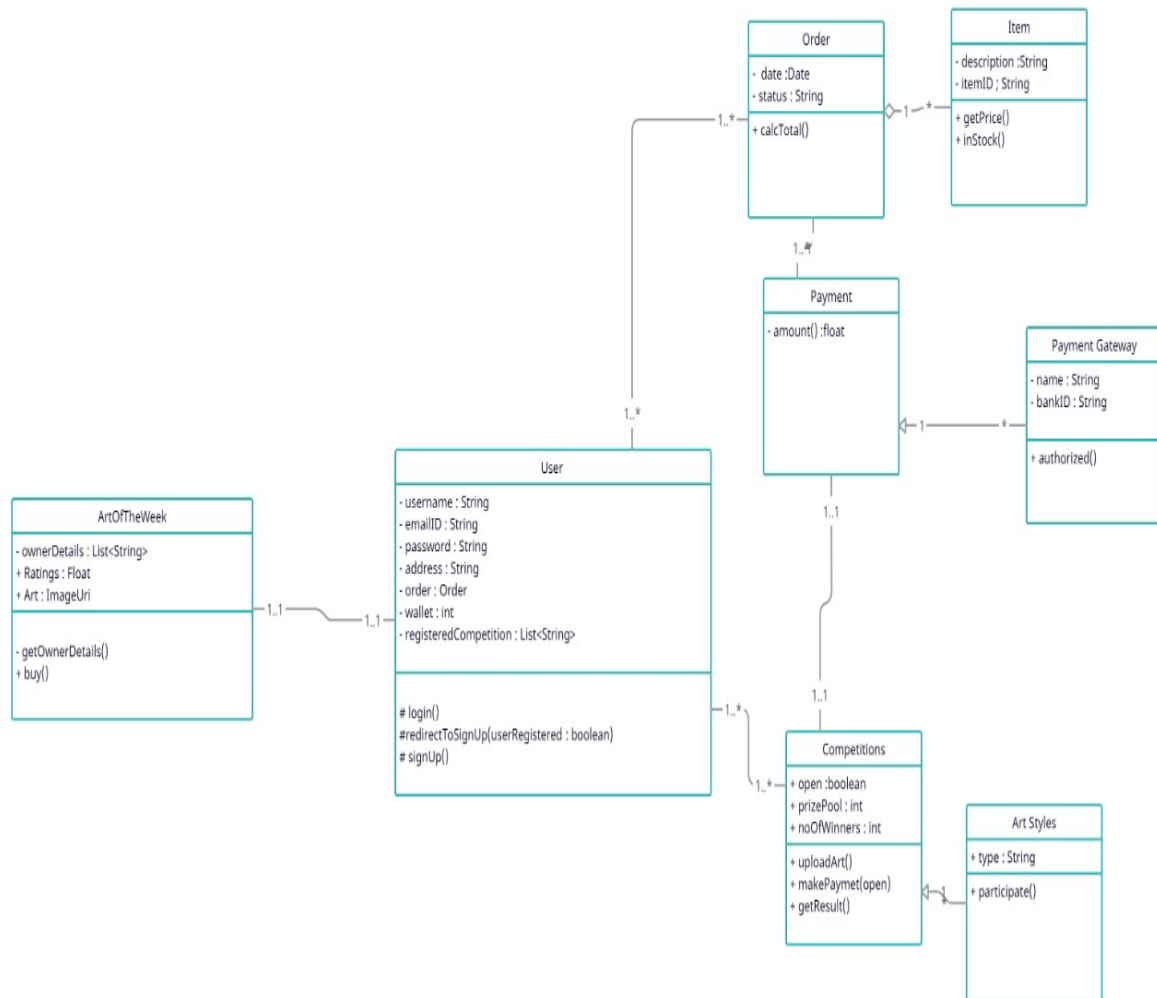 Order
- date :Date
- status : String
+ calcTotal()
Item
- description :String
- itemID ; String
+ getPrice()
+ inStock()
1
*
1..*
1..*
Payment
- amount() :float
Payment Gateway
- name : String
- bankID : String
+ authorized()
1
*
1..*
User
- username : String
- emailID : String
- password : String
- address : String
- order : Order
- wallet : int
- registeredCompetition : List<String>
# login()
#redirectToSignUp(userRegistered : boolean)
# signUp()
ArtOfTheWeek
- ownerDetails : List<String>
+ Ratings : Float
+ Art : ImageUri
- getOwnerDetails()
+ buy()
1..1
1..1
1..1
1..1
1..*
1..*
Competitions
+ open :boolean
+ prizePool : int
+ noOfWinners : int
+ uploadArt()
+ makePaymet(open)
+ getResult()
Art Styles
+ type : String
+ participate()
1
*